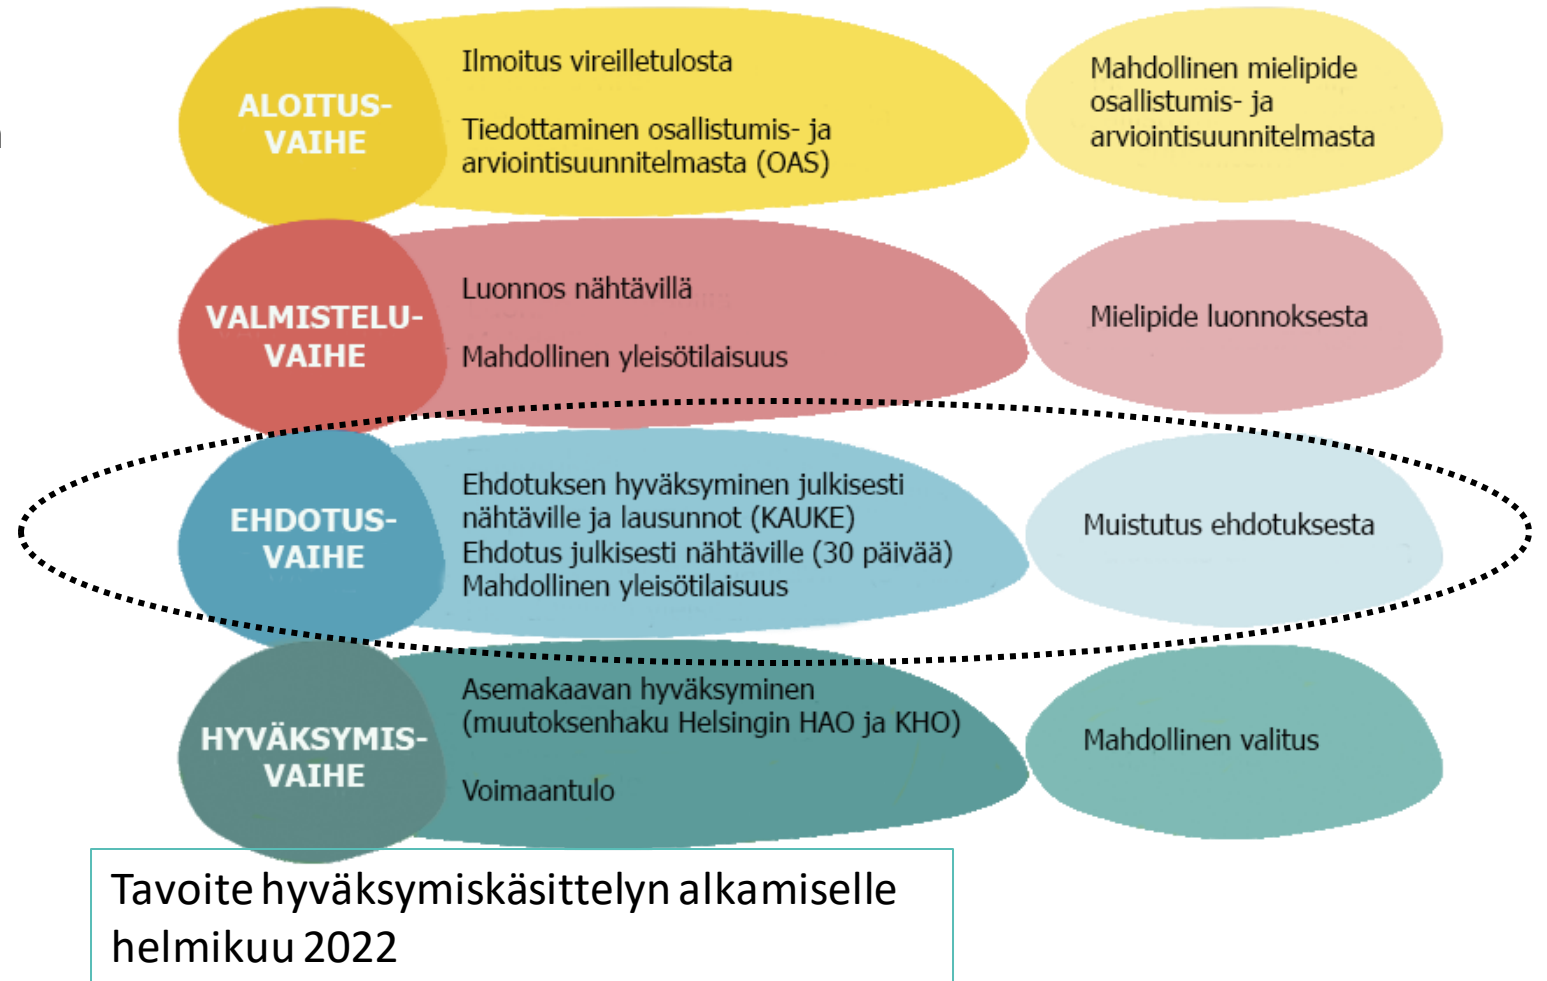 ALOITUS-
VAIHE
Ilmoitus vireilletulosta
Tiedottaminen osallistumis- ja
arviointisuunnitelmasta (OAS)
Mahdollinen mielipide
osallistumis- ja
arviointisuunnitelmasta
VALMISTELU-
VAIHE
Luonnos nähtävillä
Mahdollinen yleisötilaisuus
Mielipide luonnoksesta
EHDOTUS-
VAIHE
Ehdotuksen hyväksyminen julkisesti
nähtäville ja lausunnot (KAUKE)
Ehdotus julkisesti nähtäville (30 päivää)
Mahdollinen yleisötilaisuus
Muistutus ehdotuksesta
HYVÄKSYMIS-
VAIHE
Asemakaavan hyväksyminen
(muutoksenhaku Helsingin HAO ja KHO)
Voimaantulo
Mahdollinen valitus
Tavoite hyväksymiskäsittelyn alkamiselle
helmikuu 2022